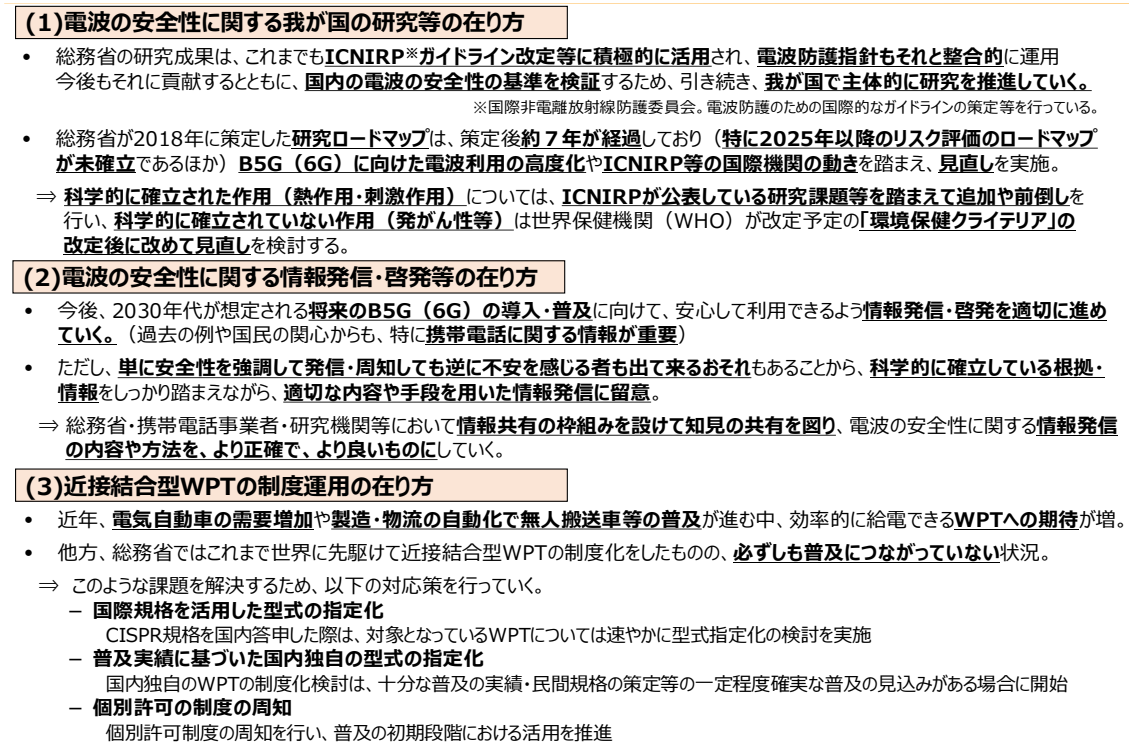 (1)電波の安全性に関する我が国の研究等の在り方
• 総務省の研究成果は、これまでもICNIRP※ガイドライン改定等に積極的に活用され、電波防護指針もそれと整合的に運用
今後もそれに貢献するとともに、国内の電波の安全性の基準を検証するため、引き続き、我が国で主体的に研究を推進していく。
※国際非電離放射線防護委員会。電波防護のための国際的なガイドラインの策定等を行っている。
• 総務省が2018年に策定した研究ロードマップは、策定後約７年が経過しており（特に2025年以降のリスク評価のロードマップ
が未確立であるほか）B5G（6G）に向けた電波利用の高度化やICNIRP等の国際機関の動きを踏まえ、見直しを実施。
⇒ 科学的に確立された作用（熱作用・刺激作用）については、ICNIRPが公表している研究課題等を踏まえて追加や前倒しを
行い、科学的に確立されていない作用（発がん性等）は世界保健機関（WHO）が改定予定の「環境保健クライテリア」の
改定後に改めて見直しを検討する。
(2)電波の安全性に関する情報発信・啓発等の在り方
• 今後、2030年代が想定される将来のB5G（6G）の導入・普及に向けて、安心して利用できるよう情報発信・啓発を適切に進め
ていく。（過去の例や国民の関心からも、特に携帯電話に関する情報が重要）
• ただし、単に安全性を強調して発信・周知しても逆に不安を感じる者も出て来るおそれもあることから、科学的に確立している根拠・
情報をしっかり踏まえながら、適切な内容や手段を用いた情報発信に留意。
⇒ 総務省・携帯電話事業者・研究機関等において情報共有の枠組みを設けて知見の共有を図り、電波の安全性に関する情報発信
の内容や方法を、より正確で、より良いものにしていく。
(3)近接結合型WPTの制度運用の在り方
• 近年、電気自動車の需要増加や製造・物流の自動化で無人搬送車等の普及が進む中、効率的に給電できるWPTへの期待が増。
• 他方、総務省ではこれまで世界に先駆けて近接結合型WPTの制度化をしたものの、必ずしも普及につながっていない状況。
⇒ このような課題を解決するため、以下の対応策を行っていく。
－ 国際規格を活用した型式の指定化
CISPR規格を国内答申した際は、対象となっているWPTについては速やかに型式指定化の検討を実施
－ 普及実績に基づいた国内独自の型式の指定化
国内独自のWPTの制度化検討は、十分な普及の実績・民間規格の策定等の一定程度確実な普及の見込みがある場合に開始
－ 個別許可の制度の周知
個別許可制度の周知を行い、普及の初期段階における活用を推進